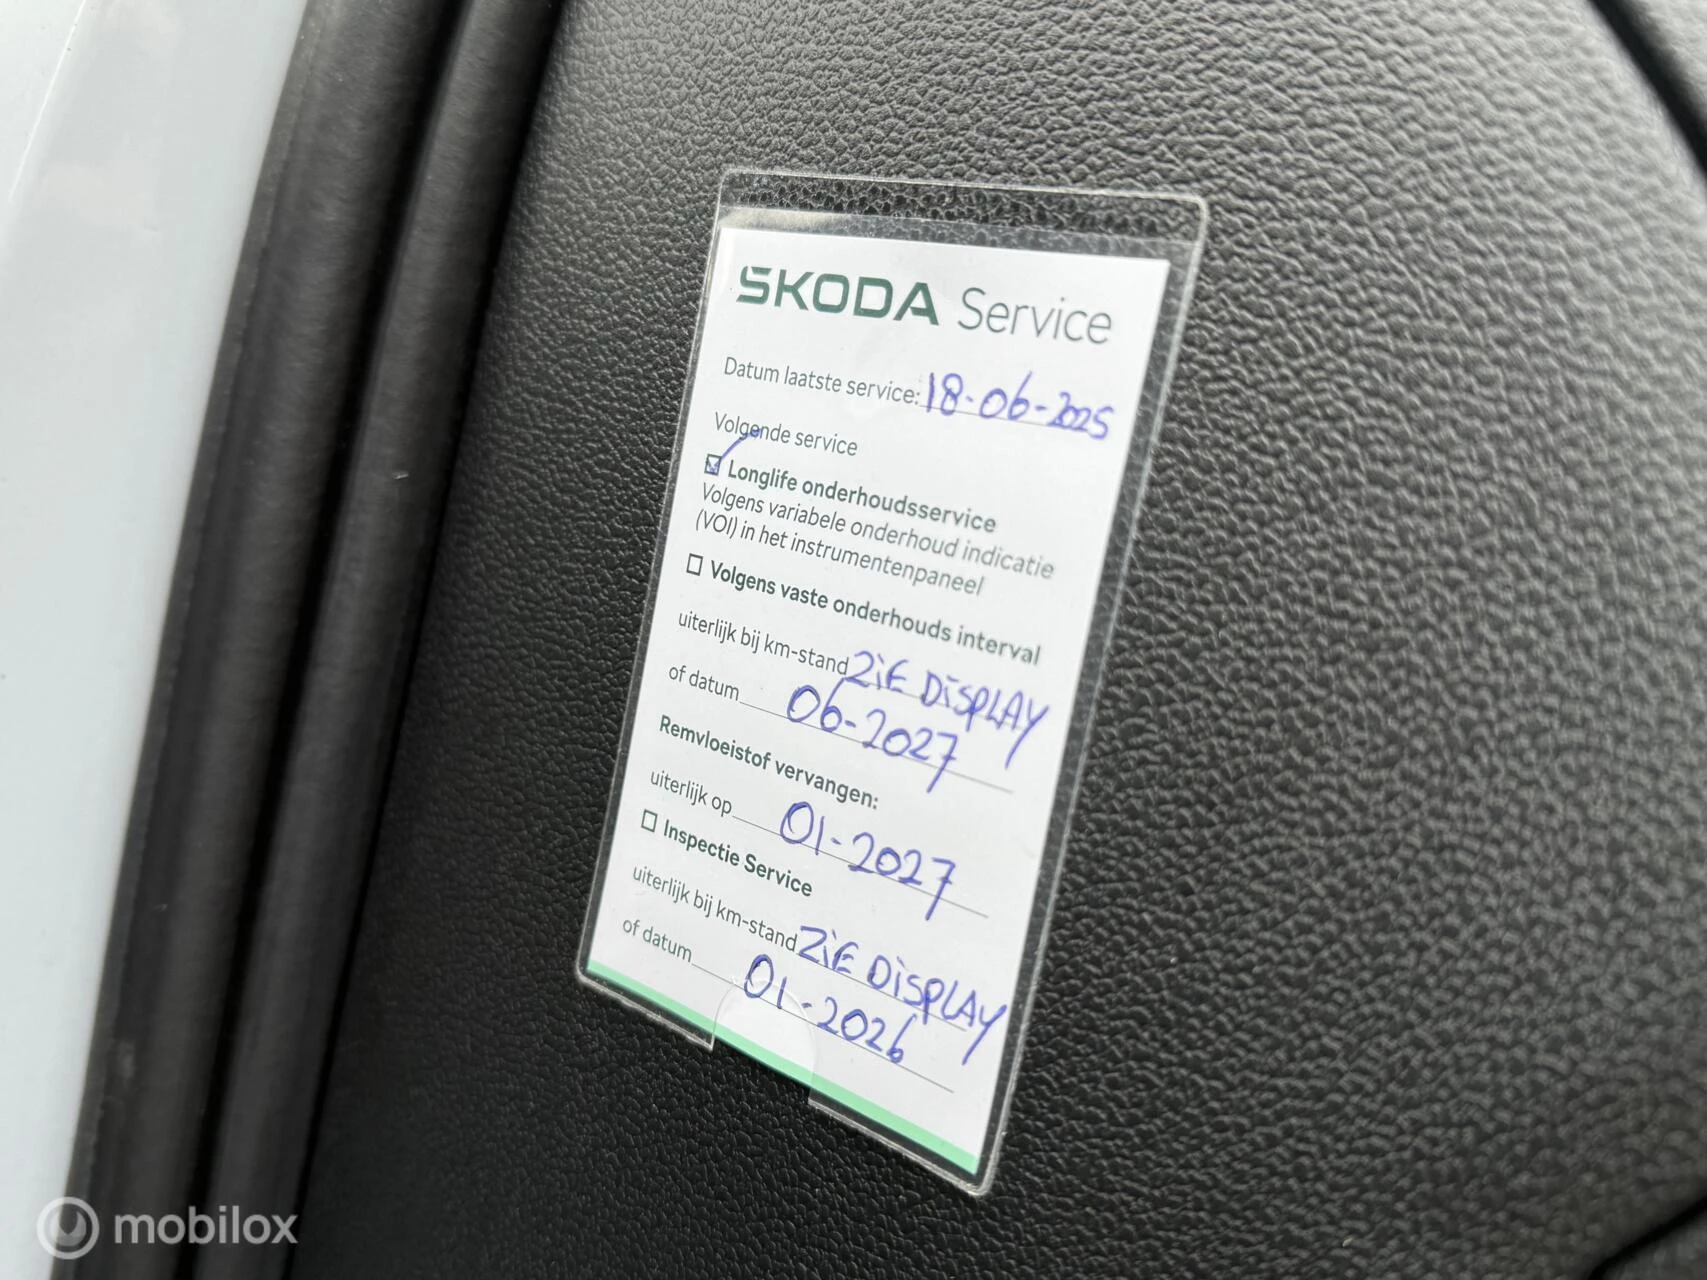 ŠKODA Service
Datum laatste service: 18-06-2025
Volgende service
Longlife onderhoudsservice
Volgens variabele onderhoud indicatie
(VOI) in het instrumentenpaneel
Volgens vaste onderhouds interval
uiterlijk bij km-stand ZiE DiSPLAY
of datum 06-2027
Remvloeistof vervangen:
uiterlijk op 01-2027
Inspectie Service
uiterlijk bij km-stand ZiE DiSPLAY
of datum 01-2026
mobilox